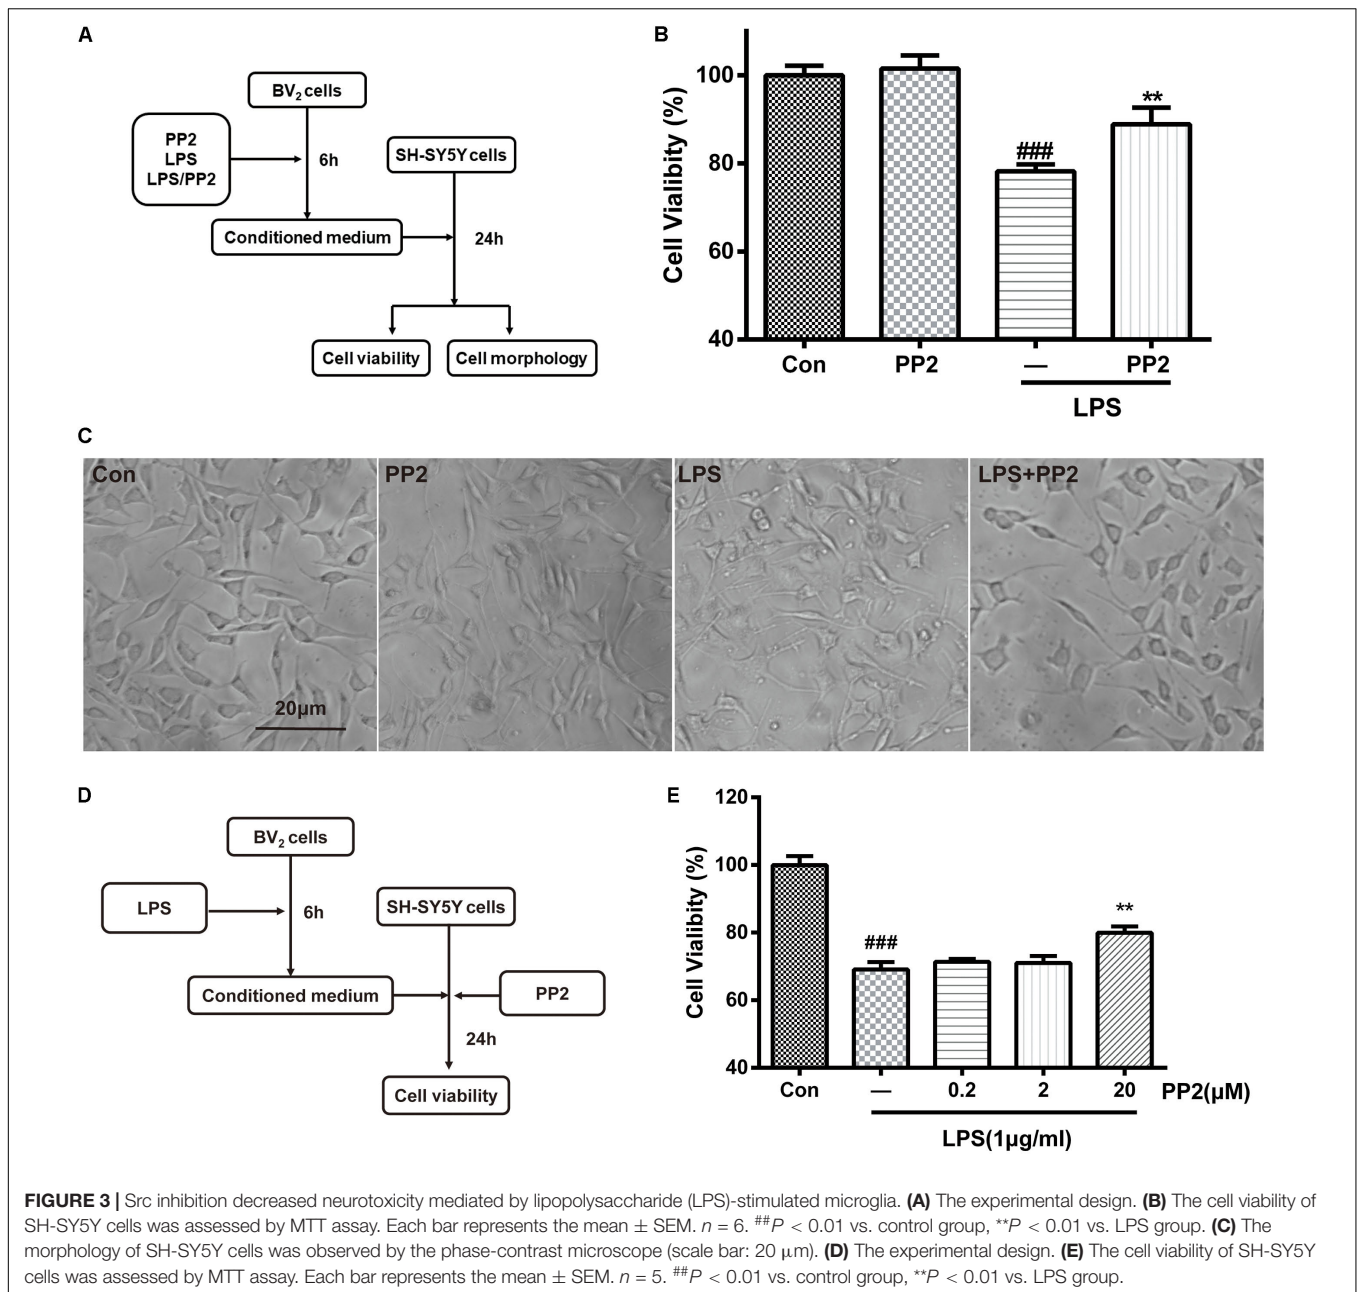 A
BV2 cells
PP2
LPS
LPS/PP2
6h
SH-SY5Y cells
Conditioned medium
24h
Cell viability
Cell morphology
B
Cell Vialibity (%)
100
80
60
40
###
**
Con
PP2
—
PP2
LPS
C
Con
PP2
LPS
LPS+PP2
20μm
D
BV2 cells
LPS
6h
SH-SY5Y cells
Conditioned medium
PP2
24h
Cell viability
E
Cell Vialibity (%)
120
100
80
60
40
###
**
Con
—
0.2
2
20
PP2(μM)
LPS(1μg/ml)
FIGURE 3 | Src inhibition decreased neurotoxicity mediated by lipopolysaccharide (LPS)-stimulated microglia. (A) The experimental design. (B) The cell viability of
SH-SY5Y cells was assessed by MTT assay. Each bar represents the mean ± SEM. n = 6. ##P < 0.01 vs. control group, **P < 0.01 vs. LPS group. (C) The
morphology of SH-SY5Y cells was observed by the phase-contrast microscope (scale bar: 20 μm). (D) The experimental design. (E) The cell viability of SH-SY5Y
cells was assessed by MTT assay. Each bar represents the mean ± SEM. n = 5. ##P < 0.01 vs. control group, **P < 0.01 vs. LPS group.